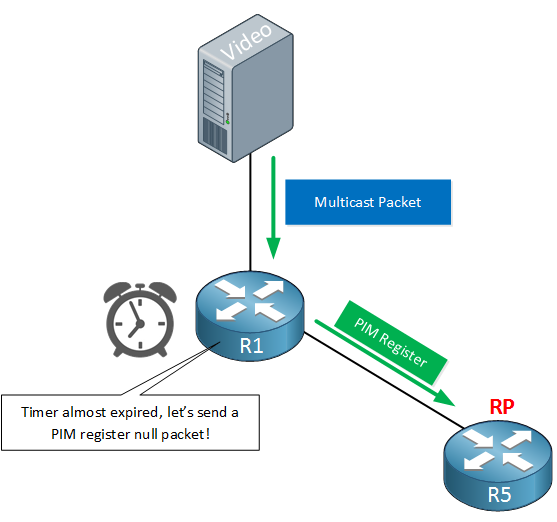 Video
Multicast Packet
R1
PIM Register
Timer almost expired, let's send a
PIM register null packet!
RP
R5